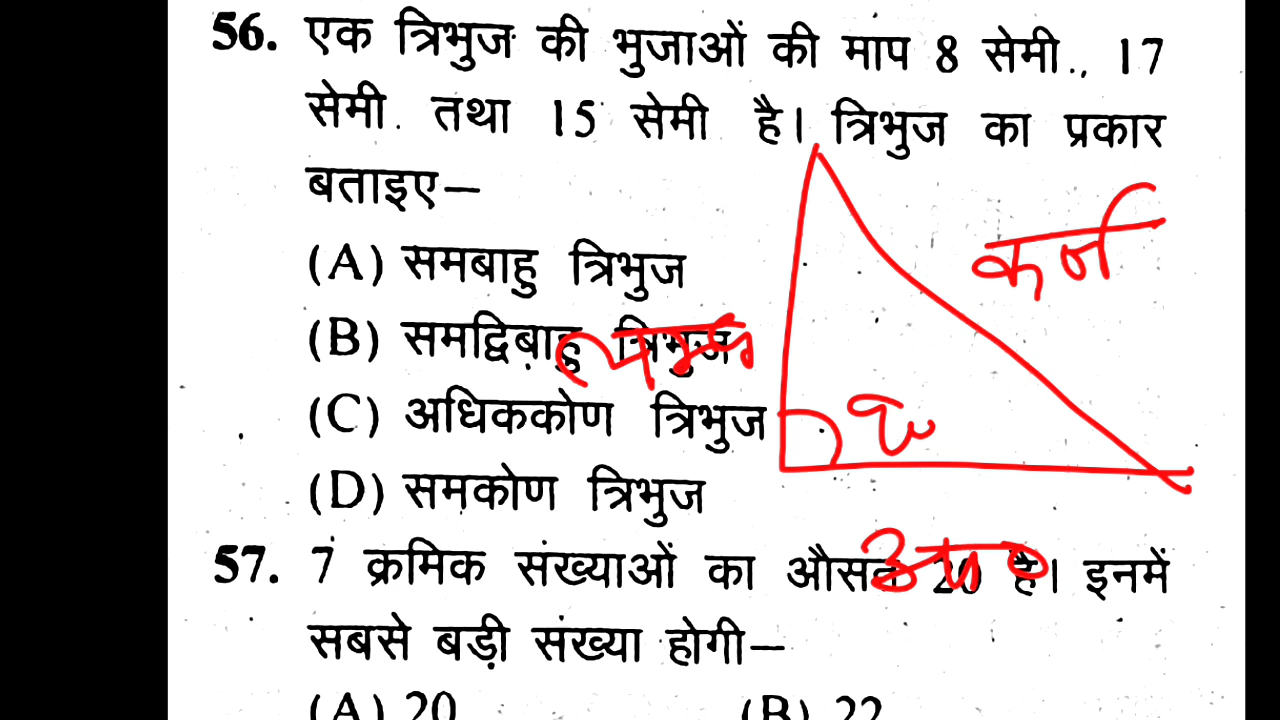 56. एक त्रिभुज की भुजाओं की माप 8 सेमी., 17
सेमी. तथा 15 सेमी है। त्रिभुज का प्रकार
बताइए–
कर्ण
(A) समबाहु त्रिभुज
(B) समद्विबाहु त्रिभुज
लम्ब
(C) अधिककोण त्रिभुज
(D) समकोण त्रिभुज
57. 7 क्रमिक संख्याओं का औसत 20 है। इनमें
सबसे बड़ी संख्या होगी–
(A) 20 (B) 22